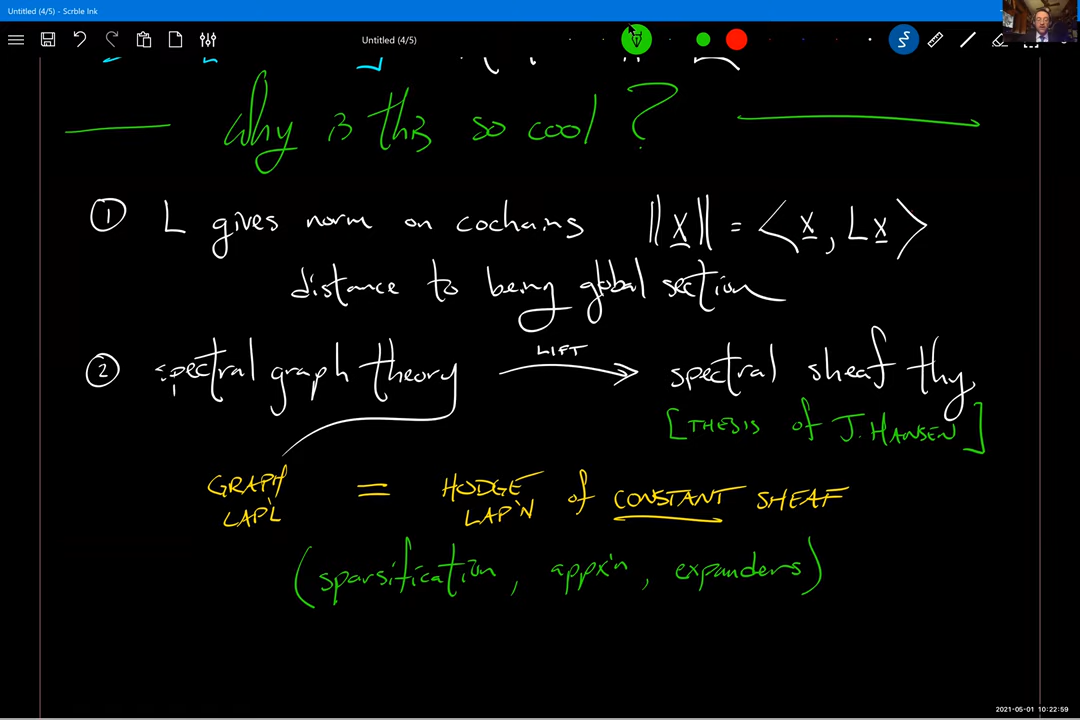 Untitled (4/5) - Scrble Ink
Untitled (4/5)
Why is this so cool?
① L gives norm on cochains ||x|| = <x, Lx>
distance to being global section
② spectral graph theory LIFT → spectral sheaf thy.
[THESIS of J. HANSEN]
GRAPH LAP'L = HODGE LAP'N of CONSTANT SHEAF
(sparsification, appx'n, expanders)
2021-05-01 10:22:59